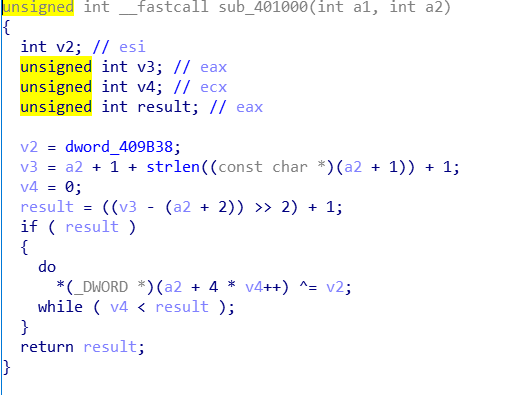 unsigned int __fastcall sub_401000(int a1, int a2)
{
int v2; // esi
unsigned int v3; // eax
unsigned int v4; // ecx
unsigned int result; // eax
v2 = dword_409B38;
v3 = a2 + 1 + strlen((const char *)(a2 + 1)) + 1;
v4 = 0;
result = ((v3 - (a2 + 2)) >> 2) + 1;
if ( result )
{
do
*(_DWORD *)(a2 + 4 * v4++) ^= v2;
while ( v4 < result );
}
return result;
}